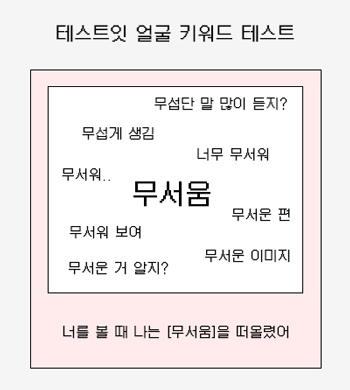 테스트잇 얼굴 키워드 테스트
무섭단 말 많이 듣지?
무섭게 생김
너무 무서워
무서워..
무서움
무서운 편
무서워 보여
무서운 이미지
무서운 거 알지?
너를 볼 때 나는 [무서움]을 떠올렸어